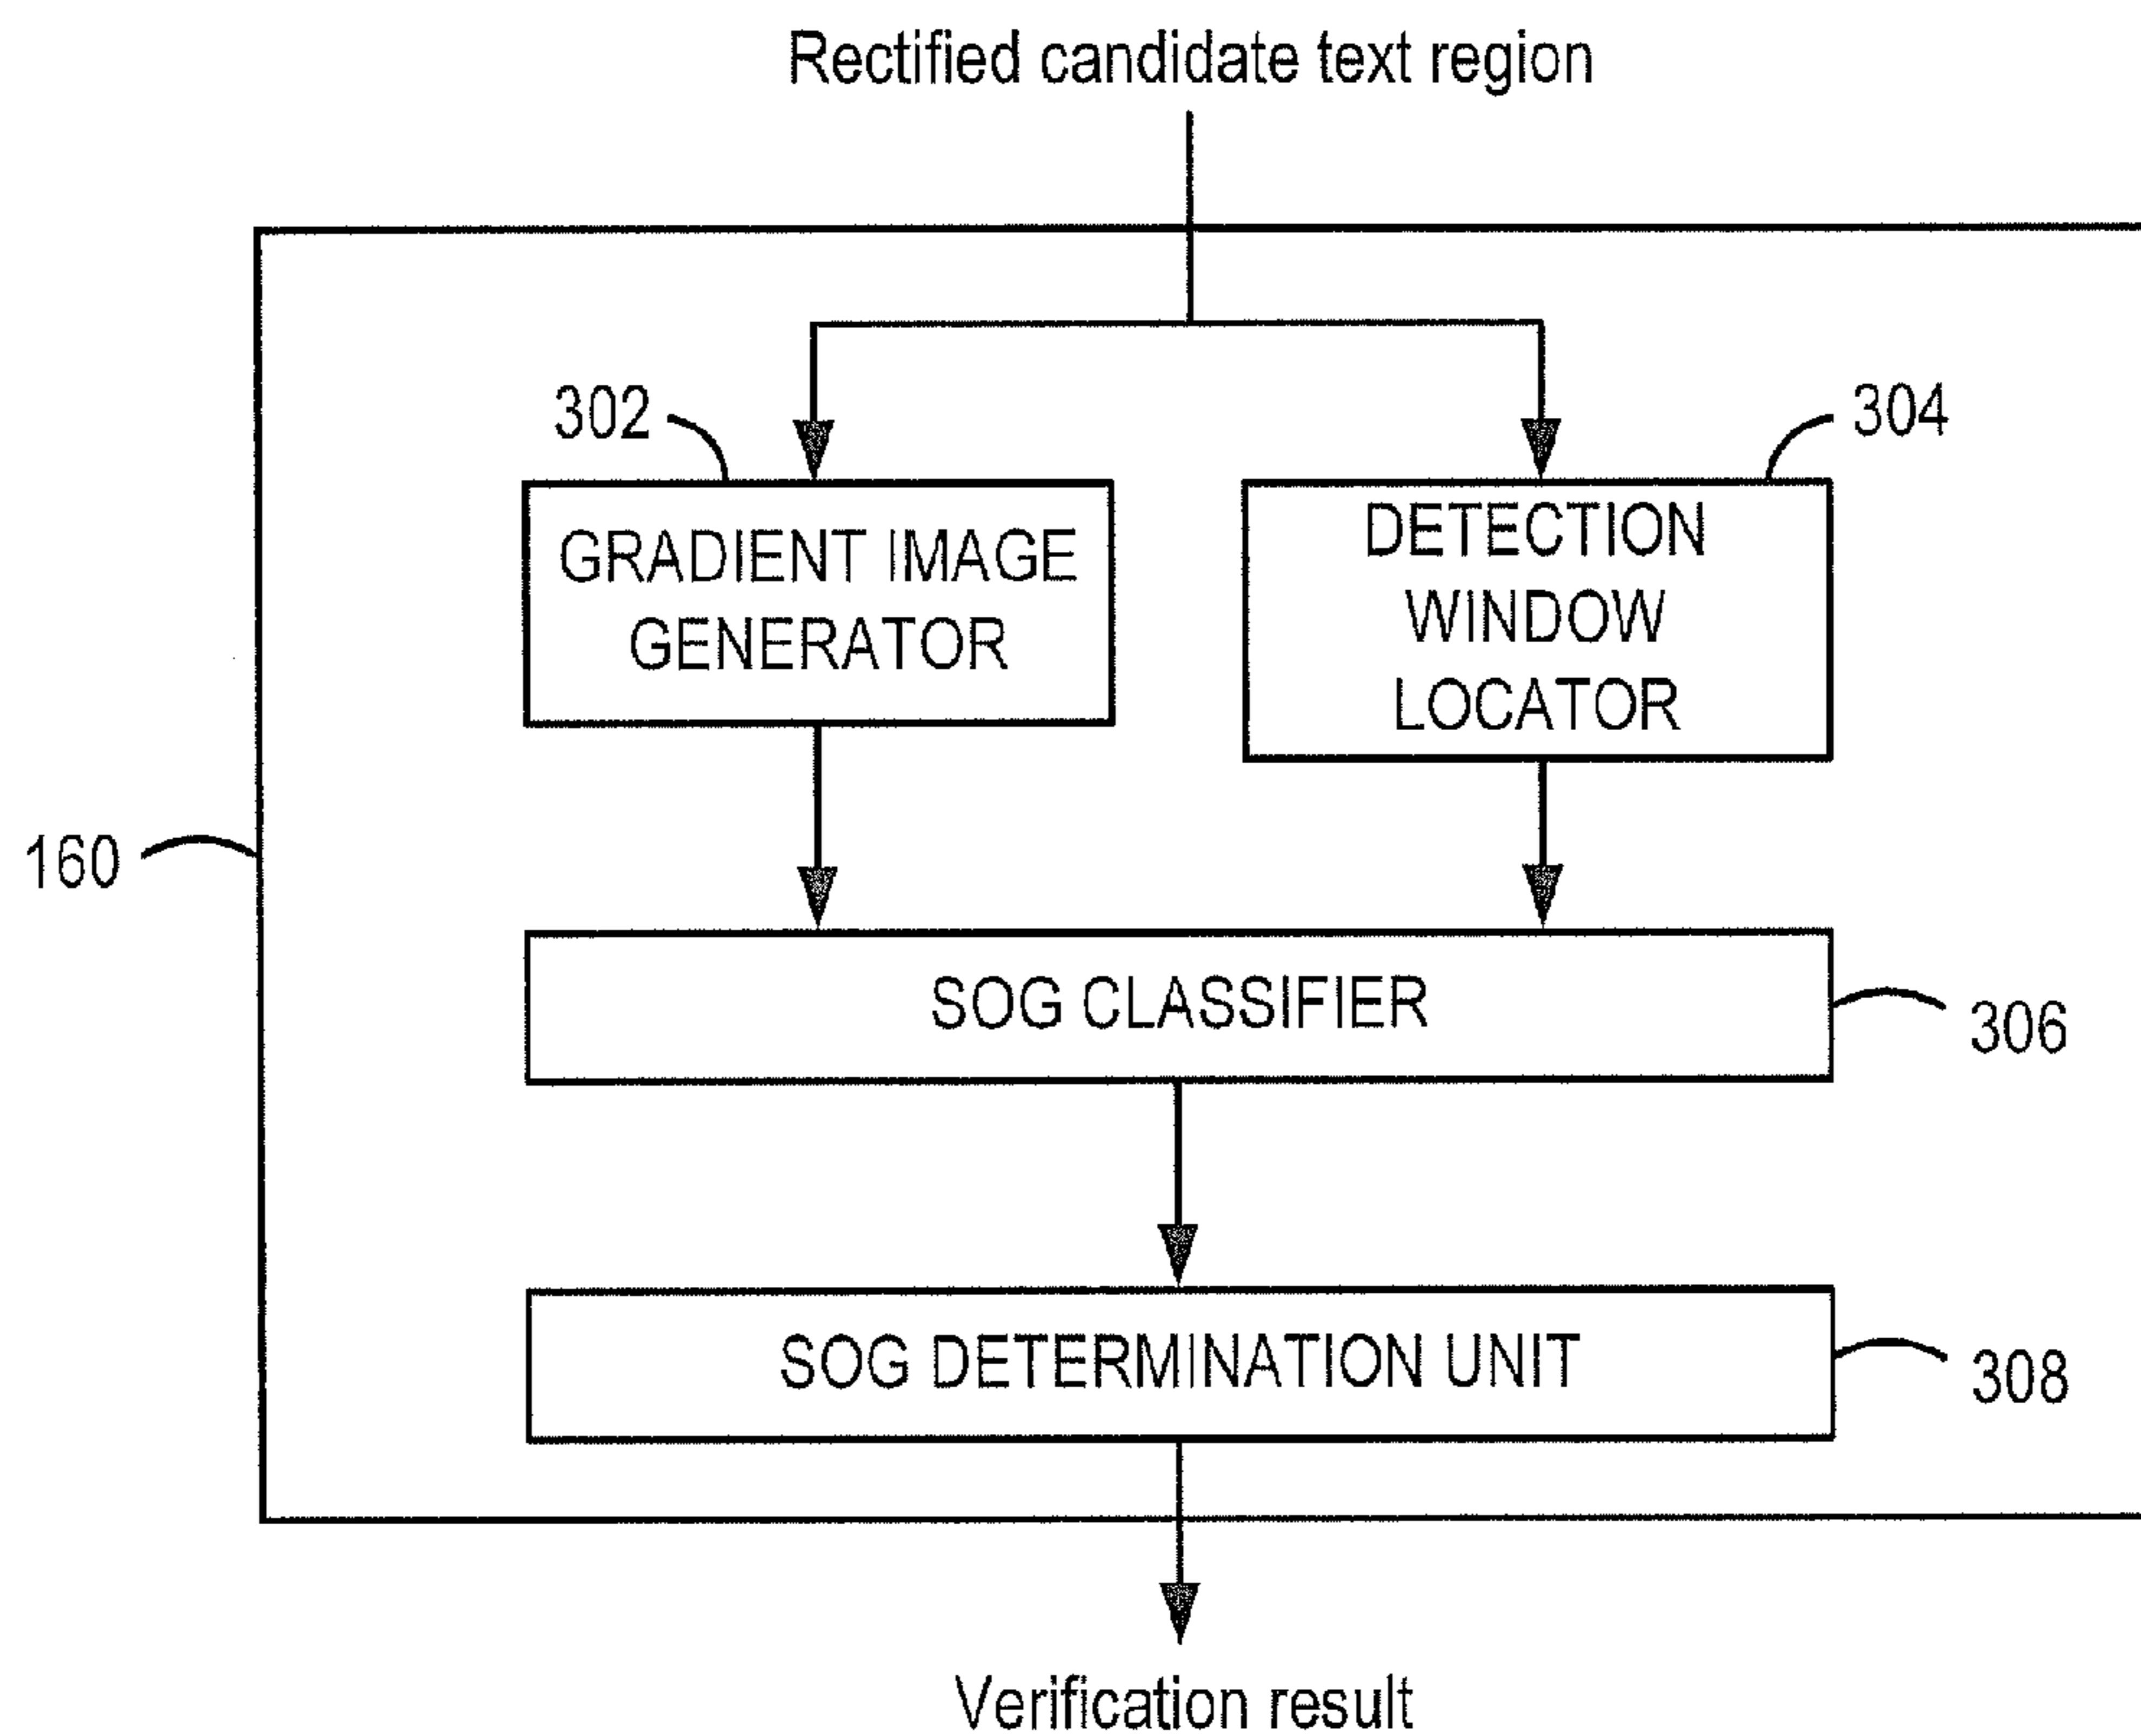 Rectified candidate text region
302
304
GRADIENT IMAGE
GENERATOR
DETECTION
WINDOW
LOCATOR
160
SOG CLASSIFIER
306
SOG DETERMINATION UNIT
308
Verification result